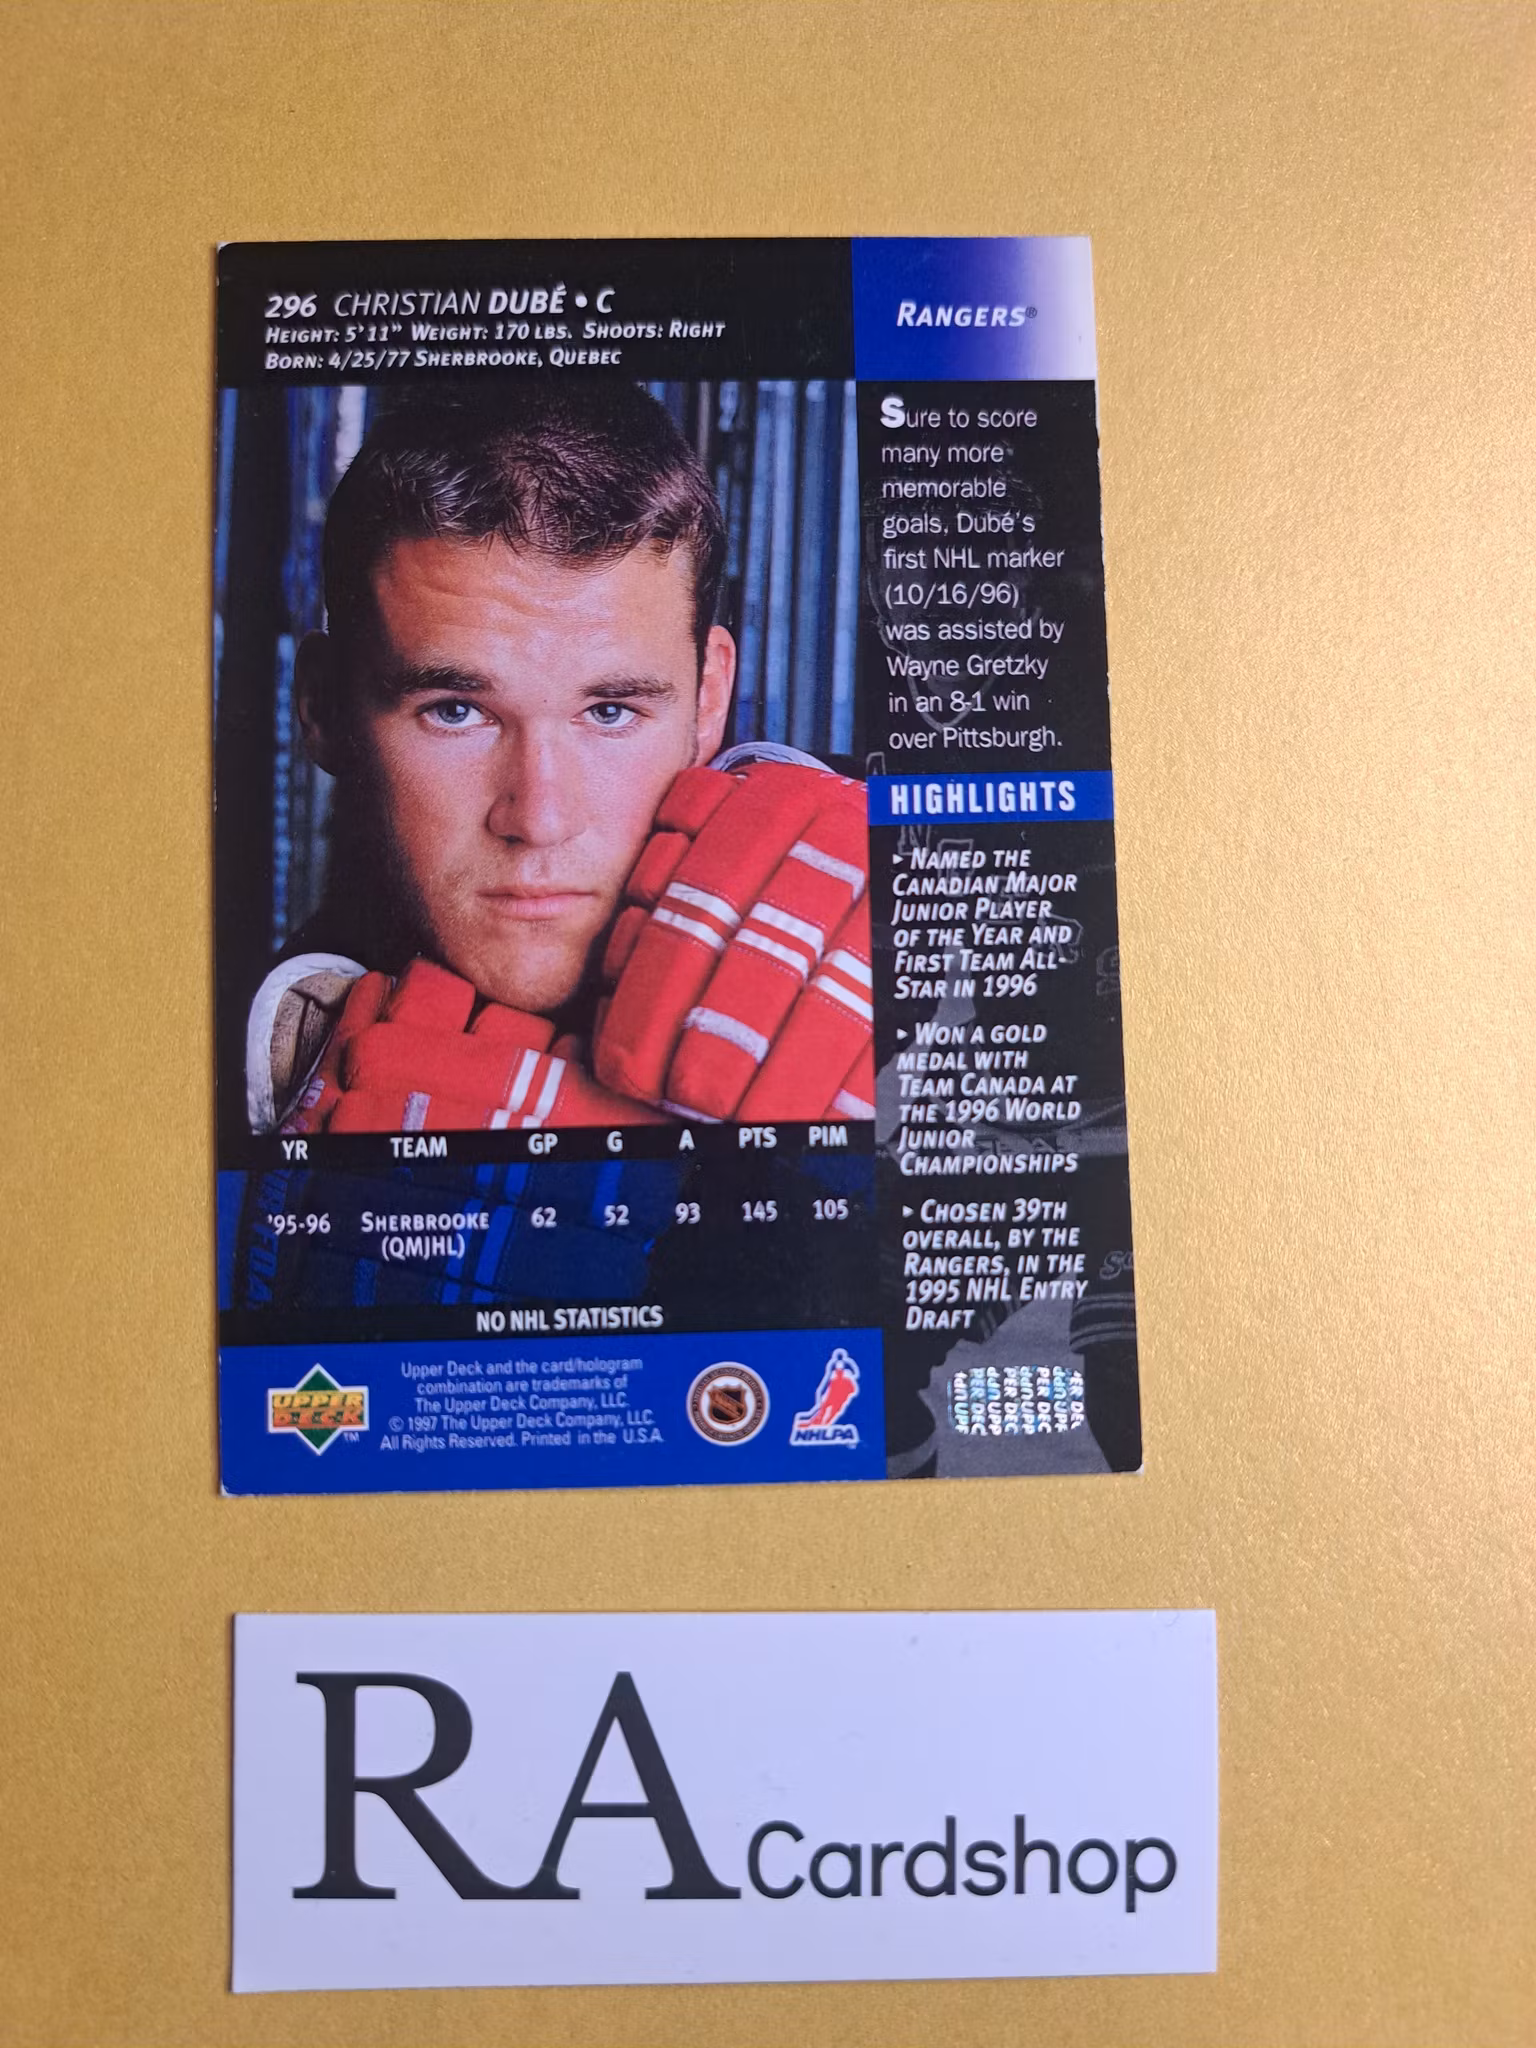 296 CHRISTIAN DUBÉ • C
HEIGHT: 5'11" WEIGHT: 170 LBS. SHOOTS: RIGHT
BORN: 4/25/77 SHERBROOKE, QUEBEC
RANGERS®
Sure to score
many more
memorable
goals, Dubé's
first NHL marker
(10/16/96)
was assisted by
Wayne Gretzky
in an 8-1 win
over Pittsburgh.
HIGHLIGHTS
▸ NAMED THE
CANADIAN MAJOR
JUNIOR PLAYER
OF THE YEAR AND
FIRST TEAM ALL-
STAR IN 1996
▸ WON A GOLD
MEDAL WITH
TEAM CANADA AT
THE 1996 WORLD
JUNIOR
CHAMPIONSHIPS
▸ CHOSEN 39TH
OVERALL, BY THE
RANGERS, IN THE
1995 NHL ENTRY
DRAFT
YR TEAM GP G A PTS PIM
'95-96 SHERBROOKE 62 52 93 145 105
(QMJHL)
NO NHL STATISTICS
UPPER
DECK
™
Upper Deck and the card/hologram
combination are trademarks of
The Upper Deck Company, LLC.
© 1997 The Upper Deck Company, LLC.
All Rights Reserved. Printed in the U.S.A.
NHLPA
RA Cardshop